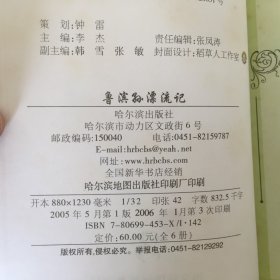 策　划：钟　雷
主　编：李　杰　责任编辑：张凤涛
副主编：韩　雪　张　敏　封面设计：稻草人工作室
鲁滨孙漂流记
哈尔滨出版社
哈尔滨市动力区文政街6号
邮政编码：150040　电话：0451-82159787
E-mail：hrbcbs@yeah.net
网址：www.hrbcbs.com
全国新华书店经销
哈尔滨地图出版社印刷厂印刷
开本 880×1230 毫米　1/32　印张 42　字数 832.5千字
2005年5月第1版　2006年1月第3次印刷
ISBN 7-80699-453-X/I·142
定价：60.00元(全6册)
版权所有,侵权必究。举报电话：0451-82129292